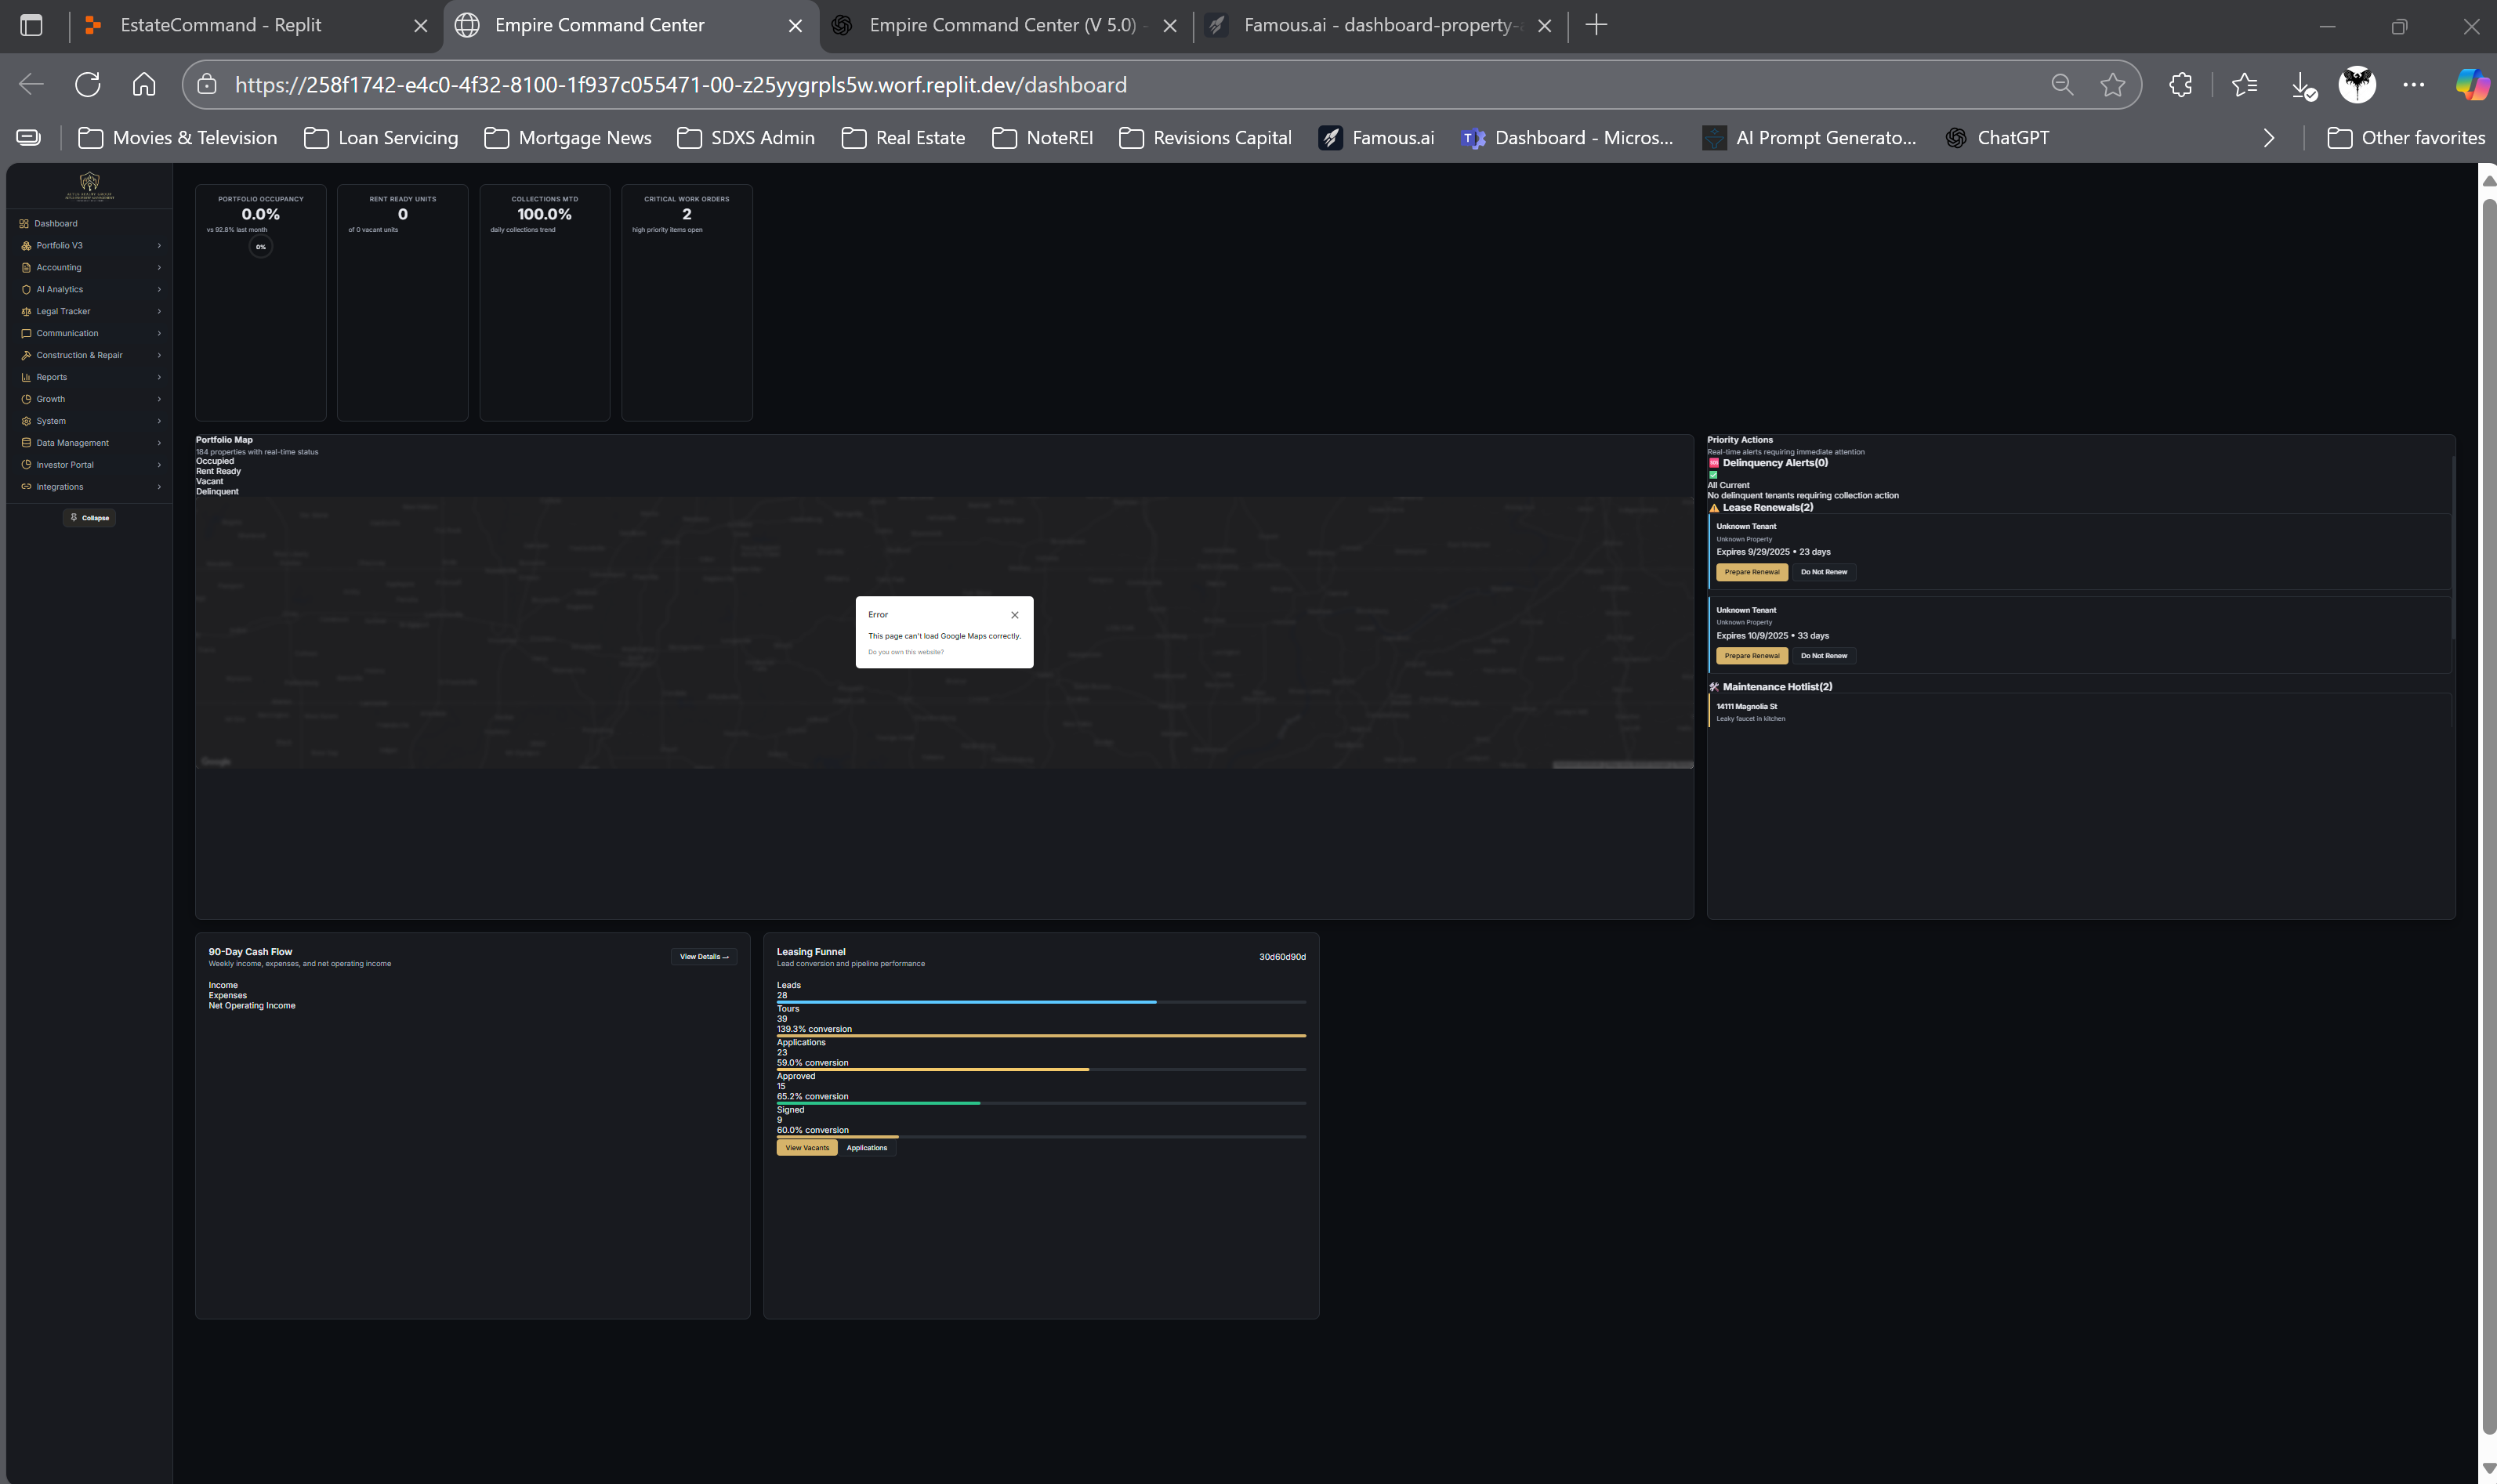 EstateCommand - Replit
Empire Command Center
Empire Command Center (V 5.0)
Famous.ai - dashboard-property-
https://258f1742-e4c0-4f32-8100-1f937c055471-00-z25yygrpls5w.worf.replit.dev/dashboard
Movies & Television
Loan Servicing
Mortgage News
SDXS Admin
Real Estate
NoteREI
Revisions Capital
Famous.ai
Dashboard - Micros...
AI Prompt Generato...
ChatGPT
Other favorites
Dashboard
Portfolio V3
Accounting
AI Analytics
Legal Tracker
Communication
Construction & Repair
Reports
Growth
System
Data Management
Investor Portal
Integrations
Collapse
PORTFOLIO OCCUPANCY
0.0%
vs 92.8% last month
0%
RENT READY UNITS
0
of 0 vacant units
COLLECTIONS MTD
100.0%
daily collections trend
CRITICAL WORK ORDERS
2
high priority items open
Portfolio Map
184 properties with real-time status
Occupied
Rent Ready
Vacant
Delinquent
Error
This page can't load Google Maps correctly.
Do you own this website?
Google
Priority Actions
Real-time alerts requiring immediate attention
Delinquency Alerts(0)
All Current
No delinquent tenants requiring collection action
Lease Renewals(2)
Unknown Tenant
Unknown Property
Expires 9/29/2025 • 23 days
Prepare Renewal Do Not Renew
Unknown Tenant
Unknown Property
Expires 10/9/2025 • 33 days
Prepare Renewal Do Not Renew
Maintenance Hotlist(2)
14111 Magnolia St
Leaky faucet in kitchen
90-Day Cash Flow
Weekly income, expenses, and net operating income
View Details →
Income
Expenses
Net Operating Income
Leasing Funnel
Lead conversion and pipeline performance
30d60d90d
Leads
28
Tours
39
139.3% conversion
Applications
23
59.0% conversion
Approved
15
65.2% conversion
Signed
9
60.0% conversion
View Vacants Applications